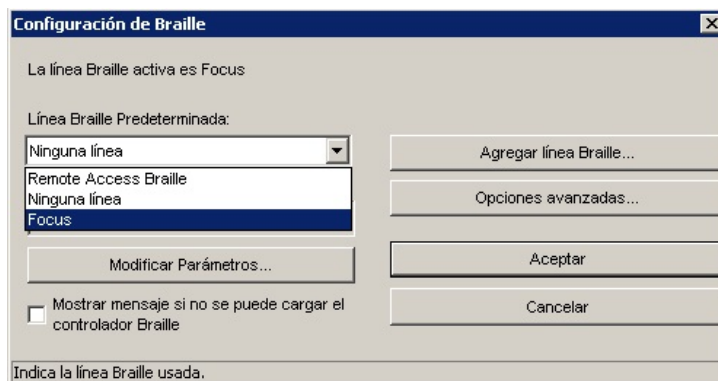 Configuración de Braille
La línea Braille activa es Focus
Línea Braille Predeterminada:
Ninguna línea
Remote Access Braille
Ninguna línea
Focus
Modificar Parámetros...
Mostrar mensaje si no se puede cargar el
controlador Braille
Agregar línea Braille...
Opciones avanzadas...
Aceptar
Cancelar
Indica la línea Braille usada.